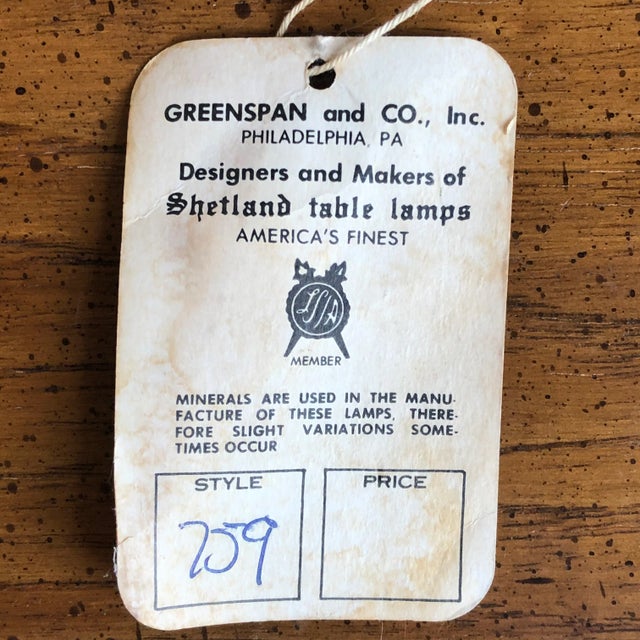 GREENSPAN and CO., Inc.
PHILADELPHIA, PA
Designers and Makers of
Shetland table lamps
AMERICA'S FINEST
MEMBER
MINERALS ARE USED IN THE MANU-
FACTURE OF THESE LAMPS, THERE-
FORE SLIGHT VARIATIONS SOME-
TIMES OCCUR
STYLE PRICE
759